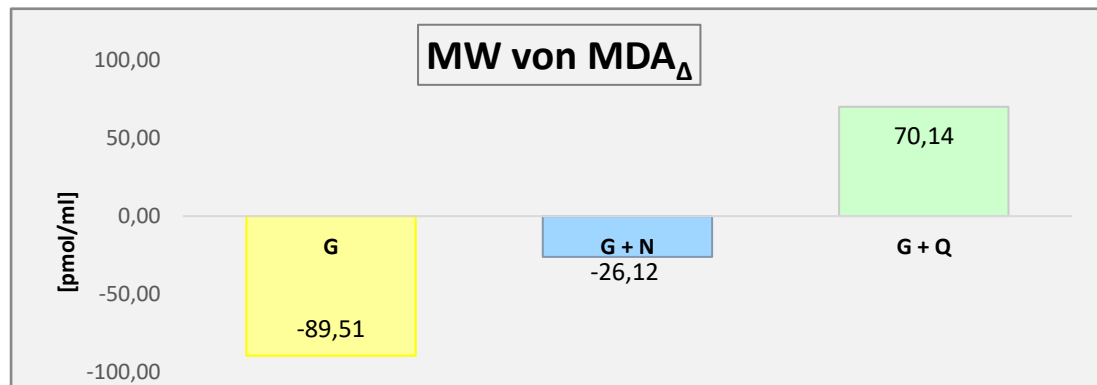 MW von MDAΔ
[pmol/ml]
100,00
50,00
0,00
-50,00
-100,00
70,14
G
G + N
G + Q
-26,12
-89,51